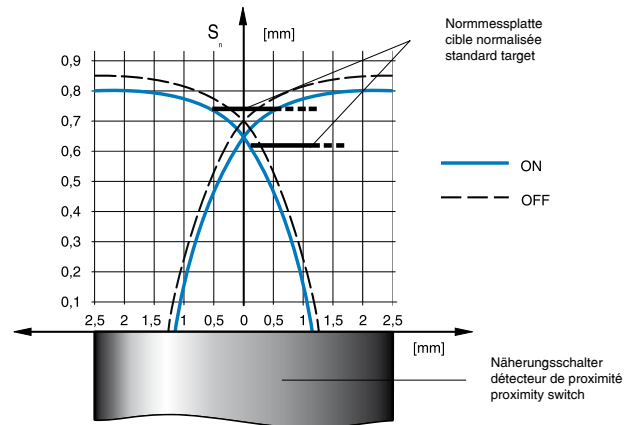 S n [mm]
Normmessplatte
cible normalisée
standard target
0,9
0,8
0,7
0,6
0,5
0,4
0,3
0,2
0,1
ON
OFF
2,5 2 1,5 1 0,5 0 0,5 1 1,5 2 2,5
[mm]
Näherungsschalter
détecteur de proximité
proximity switch